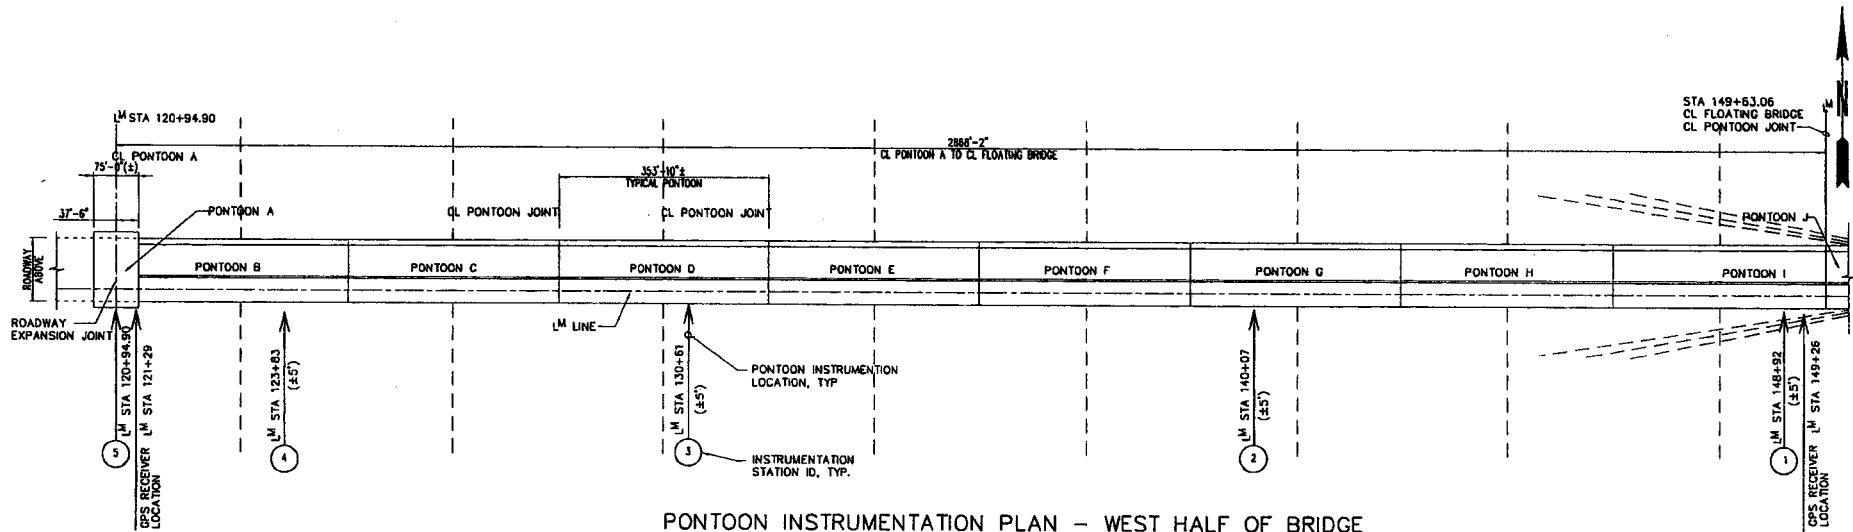 LM STA 120+94.90
STA 149+63.06
CL FLOATING BRIDGE
CL PONTOON JOINT
LM
N
CL PONTOON A
2868'-2"
CL PONTOON A TO CL FLOATING BRIDGE
75'-0"(±)
353'-10"±
TYPICAL PONTOON
37'-6"
PONTOON A
CL PONTOON JOINT
CL PONTOON JOINT
PONTOON J
ROADWAY
ABOVE
PONTOON B
PONTOON C
PONTOON D
PONTOON E
PONTOON F
PONTOON G
PONTOON H
PONTOON I
ROADWAY
EXPANSION JOINT
LM LINE
LM STA 120+94.90
LM STA 121+29
GPS RECEIVER
LOCATION
LM STA 123+83
(±5')
LM STA 130+61
(±5')
PONTOON INSTRUMENTION
LOCATION, TYP
LM STA 140+07
(±5')
LM STA 148+92
(±5')
LM STA 149+26
GPS RECEIVER
LOCATION
5
4
3
2
1
INSTRUMENTATION
STATION ID, TYP.
PONTOON INSTRUMENTATION PLAN - WEST HALF OF BRIDGE